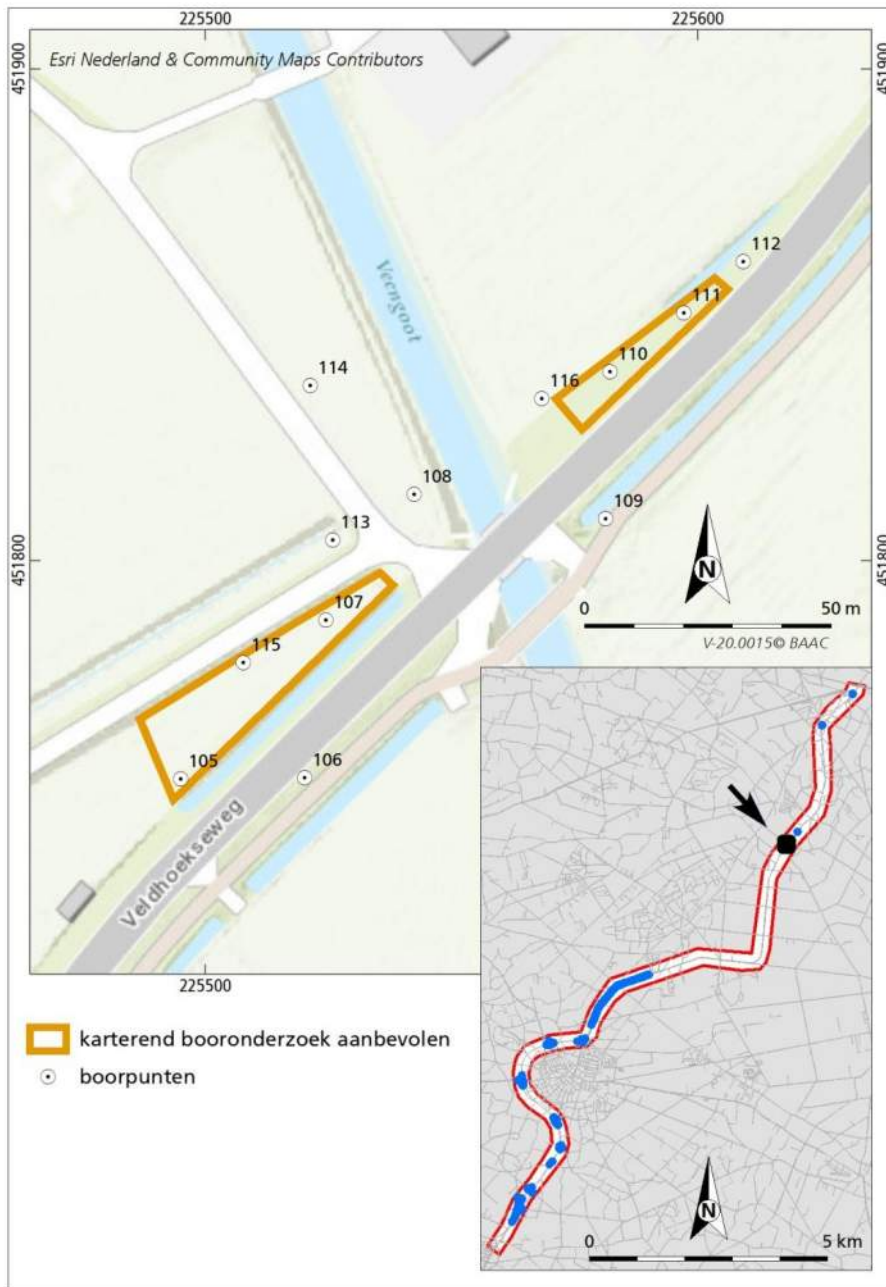 225500
225600
451900
Esri Nederland & Community Maps Contributors
451900
Veengoot
112
111
110
116
114
108
109
113
451800
451800
107
115
105
106
N
0
50 m
V-20.0015© BAAC
Veldhoekseweg
225500
karterend booronderzoek aanbevolen
boorpunten
N
0
5 km